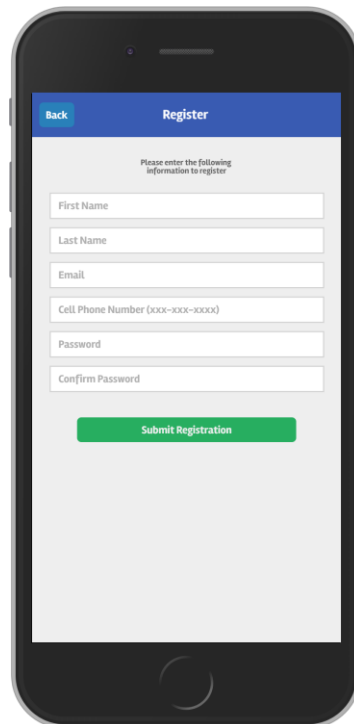 Back
Register
Please enter the following
information to register
First Name
Last Name
Email
Cell Phone Number (xxx-xxx-xxxx)
Password
Confirm Password
Submit Registration